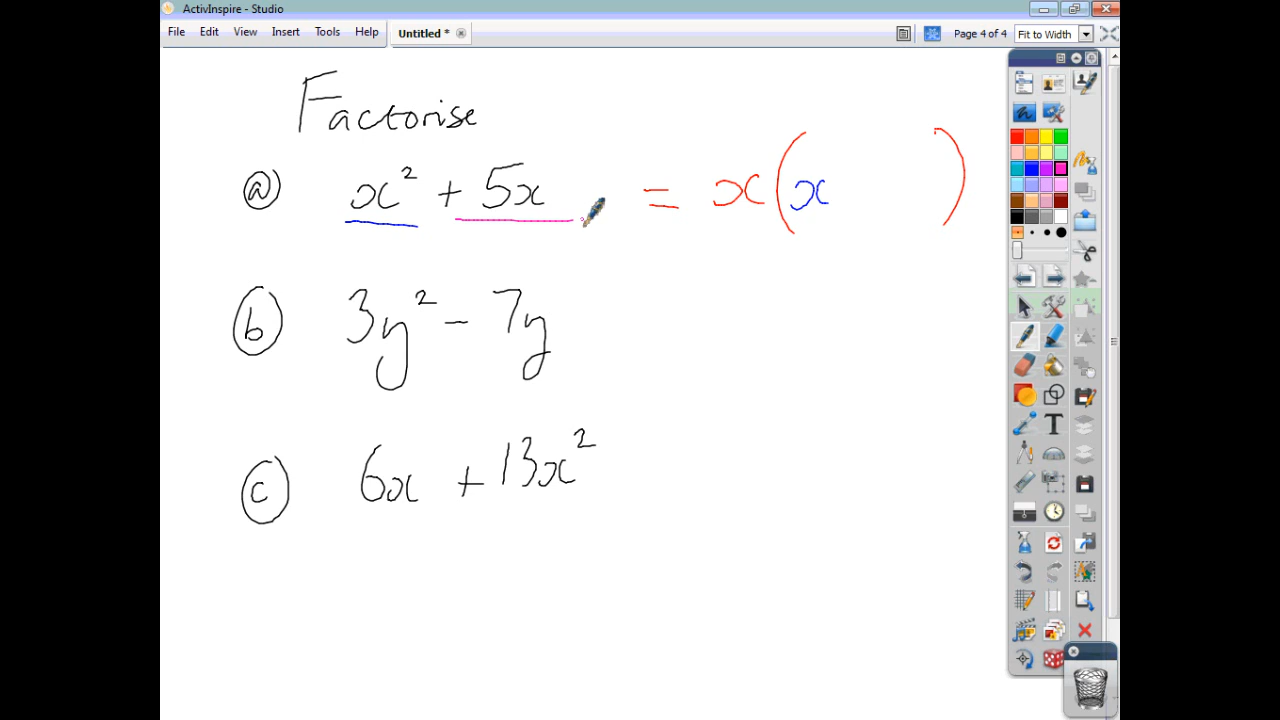 ActivInspire - Studio
File Edit View Insert Tools Help Untitled * Page 4 of 4 Fit to Width
Factorise
a) x² + 5x = x(x )
b 3y² - 7y
c 6x + 13x²